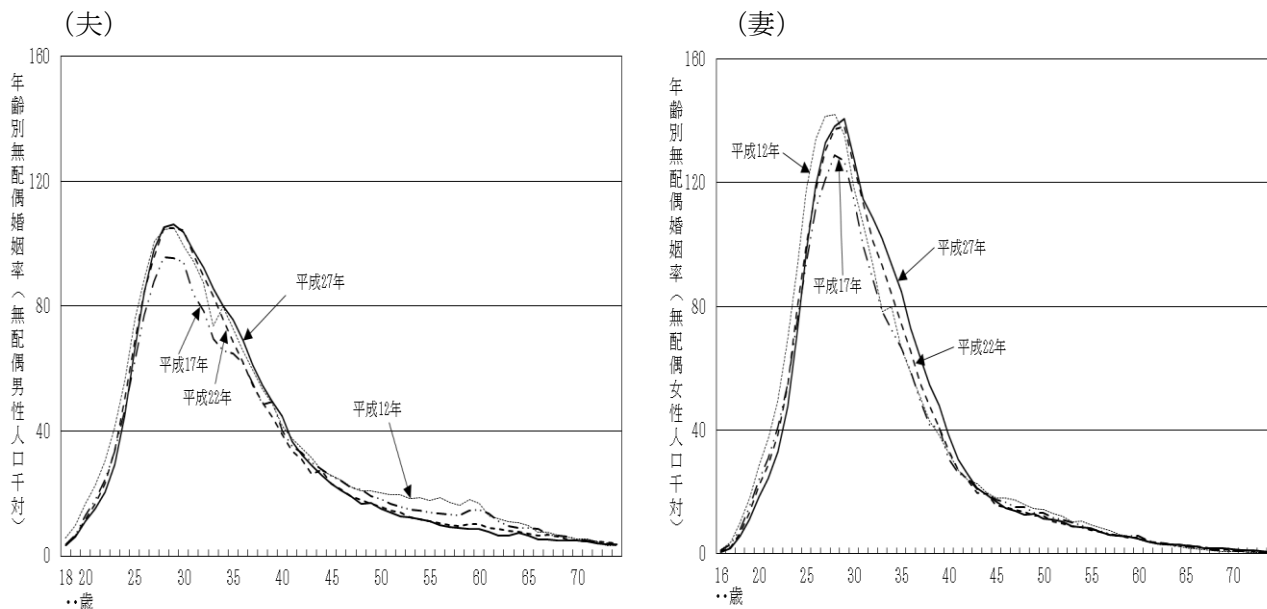 (夫)
160
年齢別無配偶婚姻率(無配偶男性人口千対)
120
80
40
0
平成27年
平成17年
平成22年
平成12年
18 20 25 30 35 40 45 50 55 60 65 70
‥歳
(妻)
160
年齢別無配偶婚姻率(無配偶女性人口千対)
120
80
40
0
平成12年
平成27年
平成17年
平成22年
16 20 25 30 35 40 45 50 55 60 65 70
‥歳